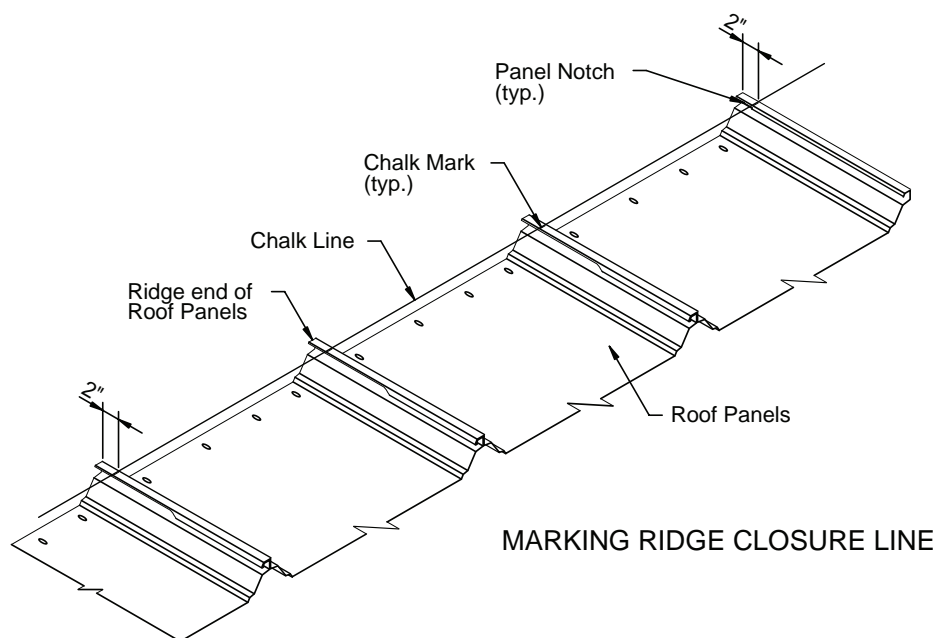 2"
Panel Notch
(typ.)
Chalk Mark
(typ.)
Chalk Line
Ridge end of
Roof Panels
2"
Roof Panels
MARKING RIDGE CLOSURE LINE